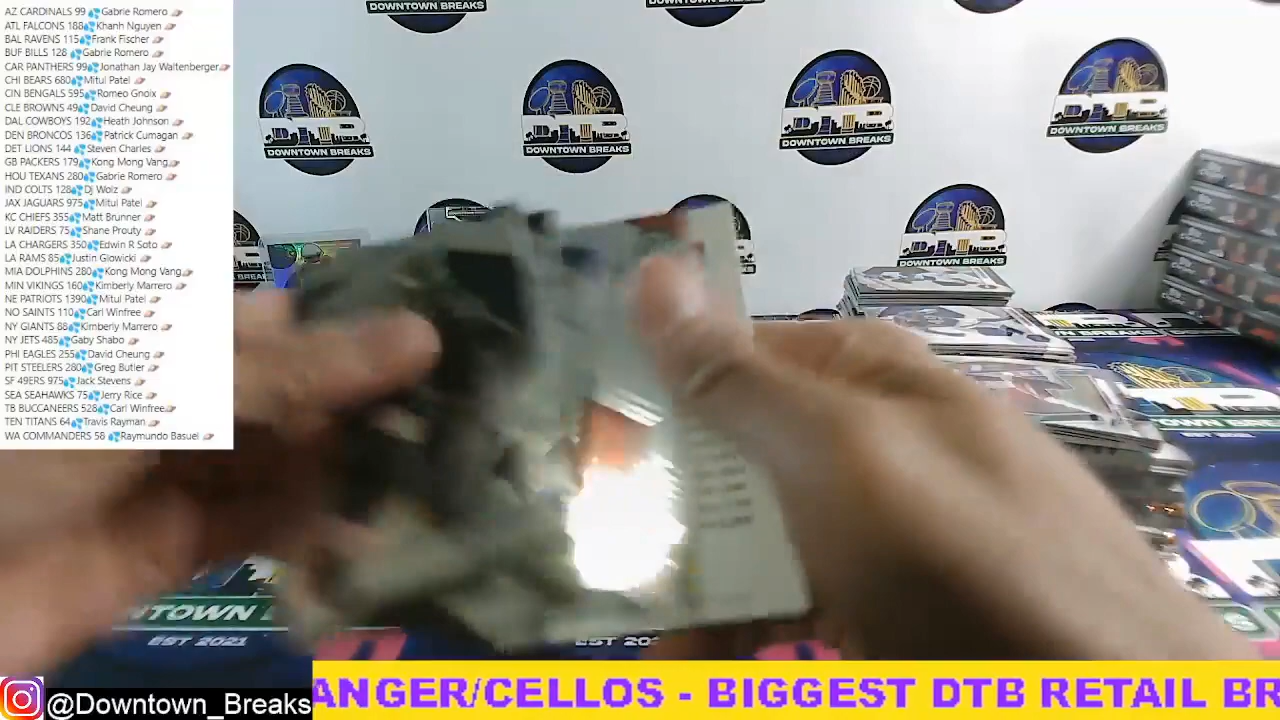 AZ CARDINALS 99 Gabrie Romero
ATL FALCONS 188 Khanh Nguyen
BAL RAVENS 115 Frank Fischer
BUF BILLS 128 Gabrie Romero
CAR PANTHERS 99 Jonathan Jay Waltenberger
CHI BEARS 680 Mitul Patel
CIN BENGALS 595 Romeo Gnoix
CLE BROWNS 49 David Cheung
DAL COWBOYS 192 Heath Johnson
DEN BRONCOS 136 Patrick Cumagan
DET LIONS 144 Steven Charles
GB PACKERS 179 Kong Mong Vang
HOU TEXANS 280 Gabrie Romero
IND COLTS 128 DJ Wolz
JAX JAGUARS 975 Mitul Patel
KC CHIEFS 355 Matt Brunner
LV RAIDERS 75 Shane Prouty
LA CHARGERS 350 Edwin R Soto
LA RAMS 85 Justin Glowicki
MIA DOLPHINS 280 Kong Mong Vang
MIN VIKINGS 160 Kimberly Marrero
NE PATRIOTS 1390 Mitul Patel
NO SAINTS 110 Carl Winfree
NY GIANTS 88 Kimberly Marrero
NY JETS 485 Gaby Shabo
PHI EAGLES 255 David Cheung
PIT STEELERS 280 Greg Butler
SF 49ERS 975 Jack Stevens
SEA SEAHAWKS 75 Jerry Rice
TB BUCCANEERS 528 Carl Winfree
TEN TITANS 64 Travis Rayman
WA COMMANDERS 58 Raymundo Basuel
DOWNTOWN BREAKS
DOWNTOWN BREAKS
DTB
DOWNTOWN BREAKS
DTB
DOWNTOWN BREAKS
DTB
DOWNTOWN BREAKS
DTB
DOWNTOWN BREAKS
DTB
DOWNTOWN BREAKS
NTOWN
EST 2021
EST 20
@Downtown_Breaks
ANGER/CELLOS - BIGGEST DTB RETAIL BR